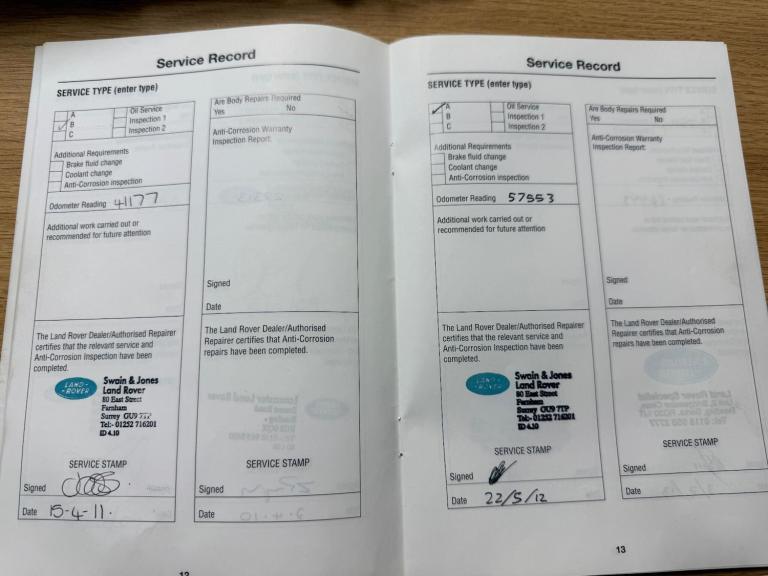 Service Record
SERVICE TYPE (enter type)
A
B
C
Oil Service
Inspection 1
Inspection 2
Additional Requirements
Brake fluid change
Coolant change
Anti-Corrosion inspection
Odometer Reading 41177
Additional work carried out or
recommended for future attention
The Land Rover Dealer/Authorised Repairer
certifies that the relevant service and
Anti-Corrosion Inspection have been
completed.
LAND-
-ROVER
Swain & Jones
Land Rover
80 East Street
Farnham
Surrey GU9 7TP
Tel:- 01252 716201
ID 4.10
SERVICE STAMP
Signed
Date 15-4-11.
Are Body Repairs Required
Yes No
Anti-Corrosion Warranty
Inspection Report:
Signed
Date
The Land Rover Dealer/Authorised
Repairer certifies that Anti-Corrosion
repairs have been completed.
SERVICE STAMP
Signed
Date
12
Service Record
SERVICE TYPE (enter type)
A
B
C
Oil Service
Inspection 1
Inspection 2
Additional Requirements
Brake fluid change
Coolant change
Anti-Corrosion inspection
Odometer Reading 57553
Additional work carried out or
recommended for future attention
The Land Rover Dealer/Authorised Repairer
certifies that the relevant service and
Anti-Corrosion Inspection have been
completed.
LAND-
-ROVER
Swain & Jones
Land Rover
80 East Street
Farnham
Surrey GU9 7TP
Tel:- 01252 716201
ID 4.10
SERVICE STAMP
Signed
Date 22/5/12
Are Body Repairs Required
Yes No
Anti-Corrosion Warranty
Inspection Report:
Signed
Date
The Land Rover Dealer/Authorised
Repairer certifies that Anti-Corrosion
repairs have been completed.
SERVICE STAMP
Signed
Date
13